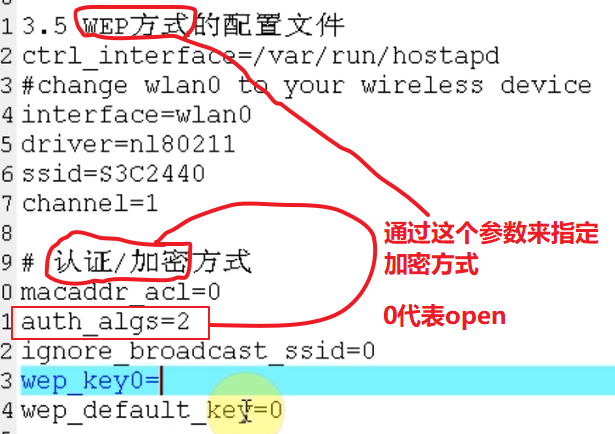 1 3.5 WEP方式的配置文件
2 ctrl_interface=/var/run/hostapd
3 #change wlan0 to your wireless device
4 interface=wlan0
5 driver=nl80211
6 ssid=S3C2440
7 channel=1
8
9 # 认证/加密方式
0 macaddr_acl=0
1 auth_algs=2
2 ignore_broadcast_ssid=0
3 wep_key0=
4 wep_default_key=0
通过这个参数来指定
加密方式
0代表open